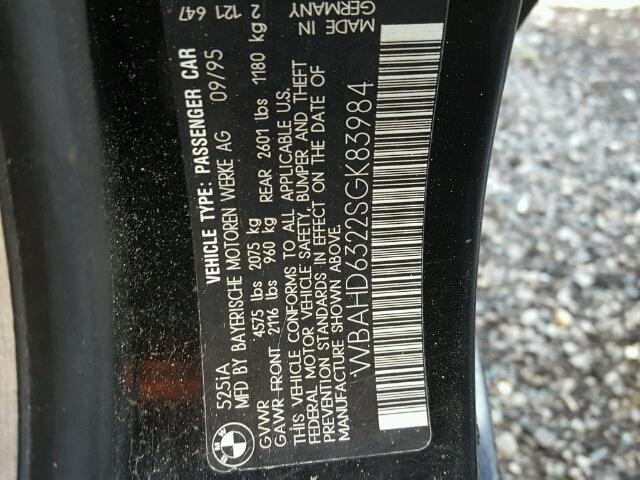 BMW
525iA
VEHICLE TYPE: PASSENGER CAR
MFD BY BAYERISCHE MOTOREN WERKE AG 09/95
GVWR 4575 lbs 2075 kg
GAWR-FRONT 2116 lbs 960 kg REAR 2601 lbs 1180 kg
THIS VEHICLE CONFORMS TO ALL APPLICABLE U.S.
FEDERAL MOTOR VEHICLE SAFETY, BUMPER AND THEFT
PREVENTION STANDARDS IN EFFECT ON THE DATE OF
MANUFACTURE SHOWN ABOVE.
WBAHD6322SGK83984
2 121 647
MADE IN
GERMANY